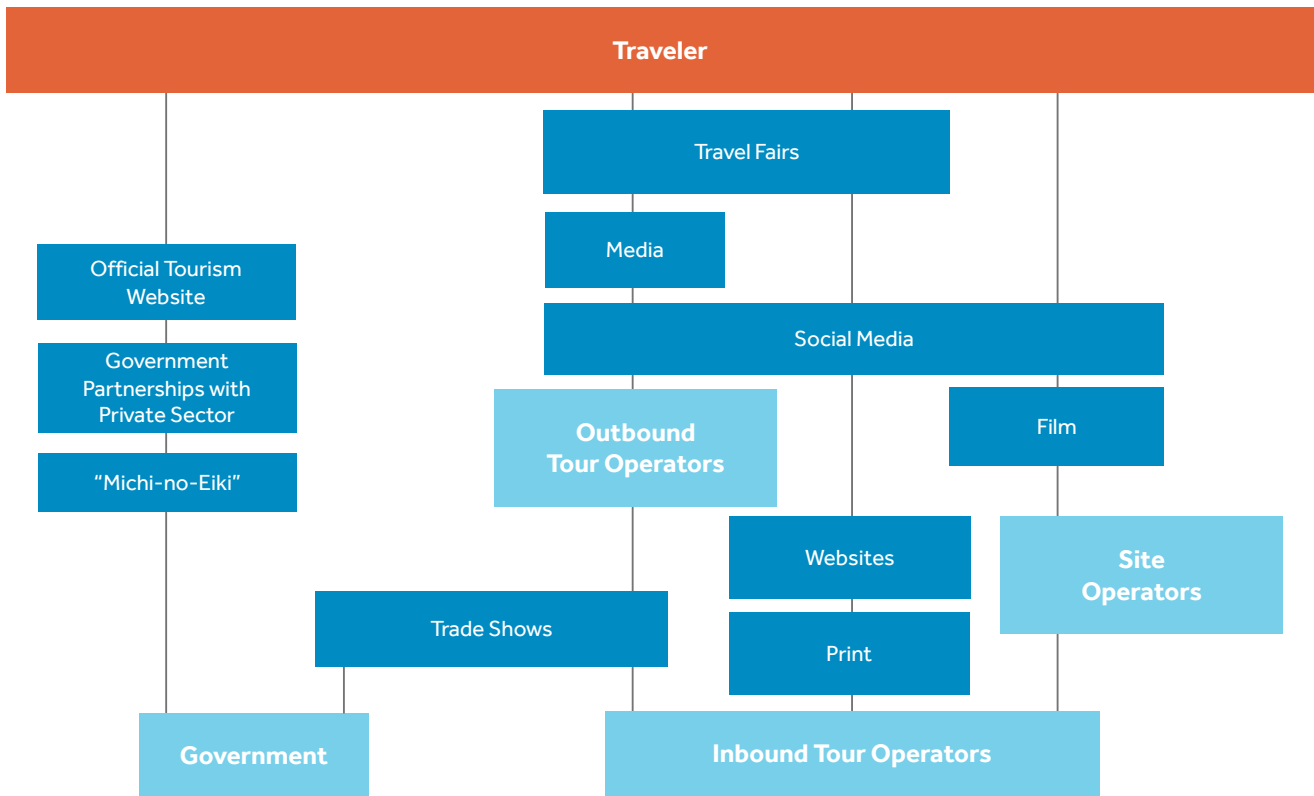 Traveler
Travel Fairs
Media
Official Tourism
Website
Social Media
Government
Partnerships with
Private Sector
Outbound
Tour Operators
Film
“Michi-no-Eiki”
Websites
Site
Operators
Trade Shows
Print
Government
Inbound Tour Operators